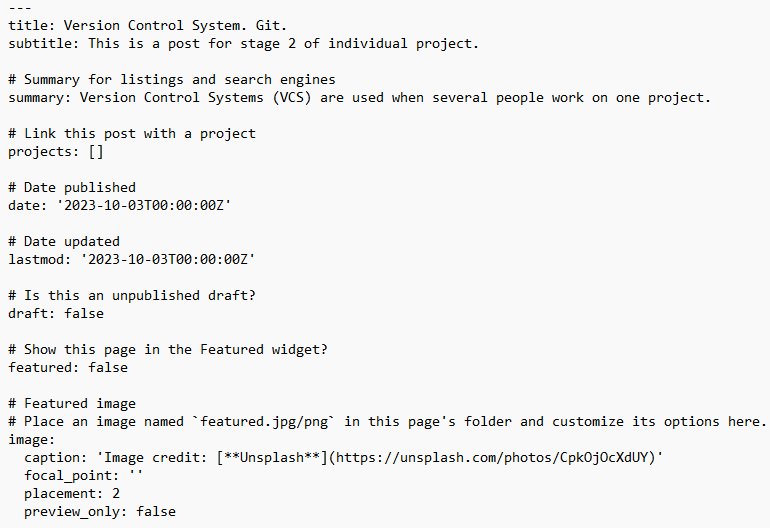 ---
title: Version Control System. Git.
subtitle: This is a post for stage 2 of individual project.
# Summary for listings and search engines
summary: Version Control Systems (VCS) are used when several people work on one project.
# Link this post with a project
projects: []
# Date published
date: '2023-10-03T00:00:00Z'
# Date updated
lastmod: '2023-10-03T00:00:00Z'
# Is this an unpublished draft?
draft: false
# Show this page in the Featured widget?
featured: false
# Featured image
# Place an image named `featured.jpg/png` in this page's folder and customize its options here.
image:
  caption: 'Image credit: [**Unsplash**](https://unsplash.com/photos/CpkOjOcXdUY)'
  focal_point: ''
  placement: 2
  preview_only: false